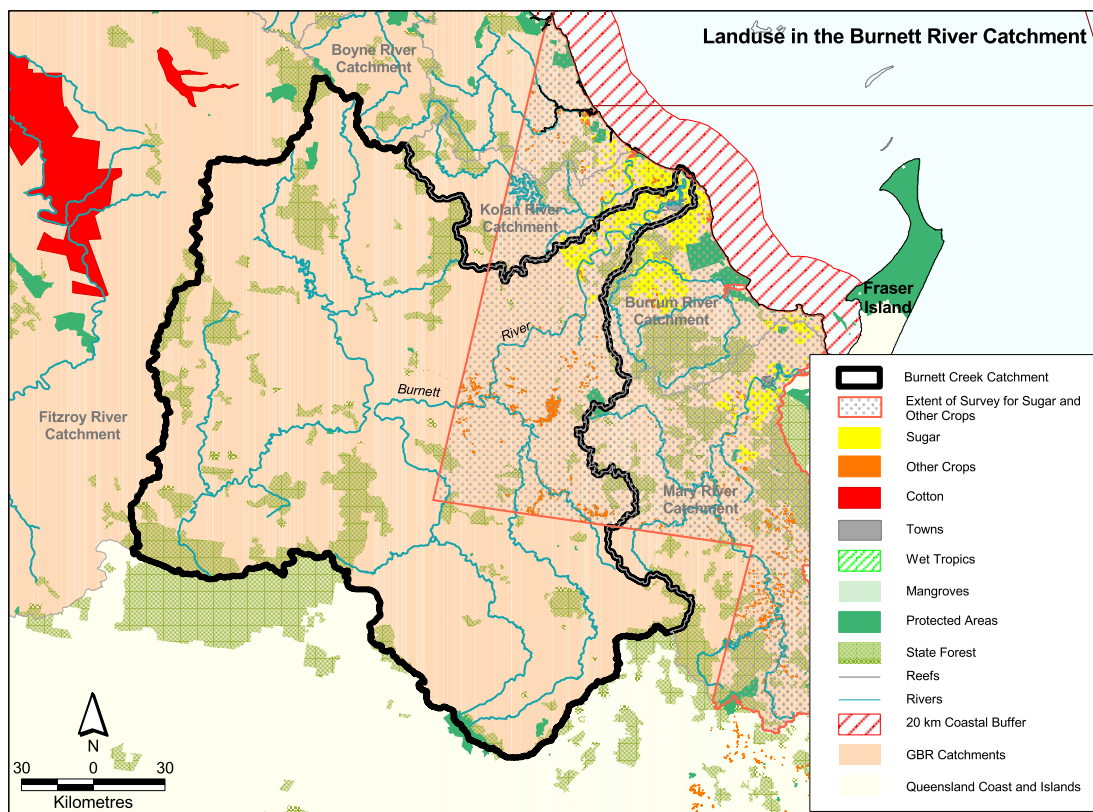 Landuse in the Burnett River Catchment
Boyne River
Catchment
Kolan River
Catchment
Fraser
Island
Burrum River
Catchment
River
Burnett
Fitzroy River
Catchment
Mary River
Catchment
Burnett Creek Catchment
Extent of Survey for Sugar and
Other Crops
Sugar
Other Crops
Cotton
Towns
Wet Tropics
Mangroves
Protected Areas
State Forest
Reefs
Rivers
20 km Coastal Buffer
GBR Catchments
Queensland Coast and Islands
N
30 0 30
Kilometres